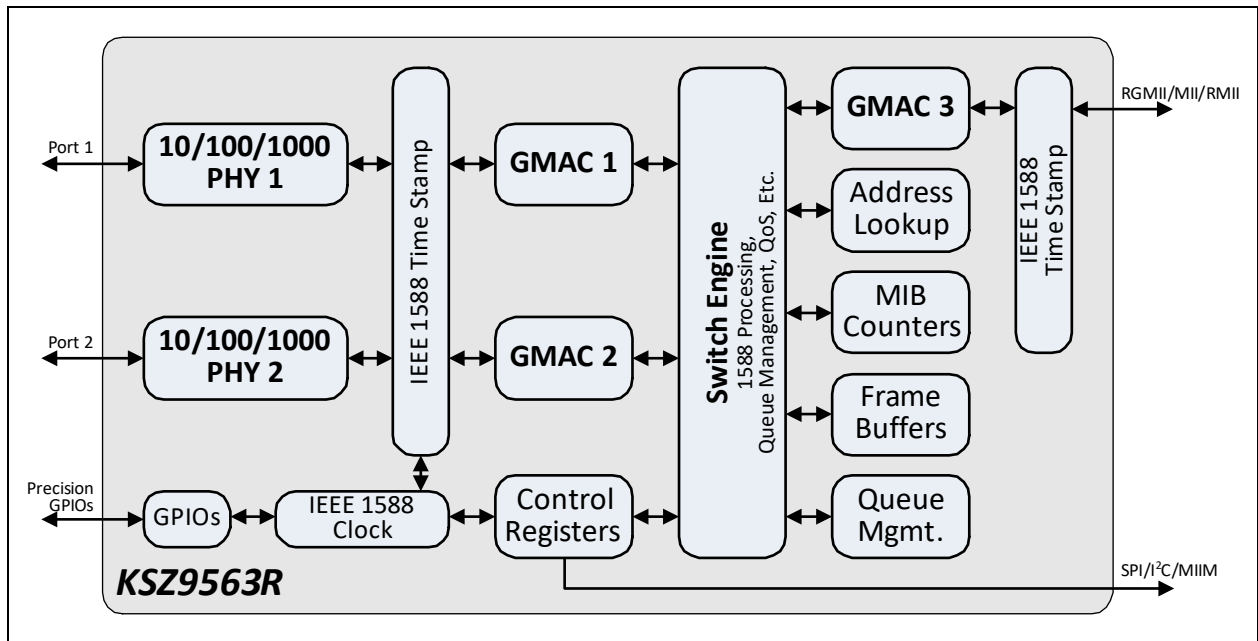 Port 1
10/100/1000
PHY 1
IEEE 1588 Time Stamp
GMAC 1
Switch Engine
1588 Processing,
Queue Management, QoS, Etc.
GMAC 3
IEEE 1588
Time Stamp
RGMII/MII/RMII
Address
Lookup
MIB
Counters
Port 2
10/100/1000
PHY 2
GMAC 2
Frame
Buffers
Precision
GPIOs
GPIOs
IEEE 1588
Clock
Control
Registers
Queue
Mgmt.
SPI/I²C/MIIM
KSZ9563R